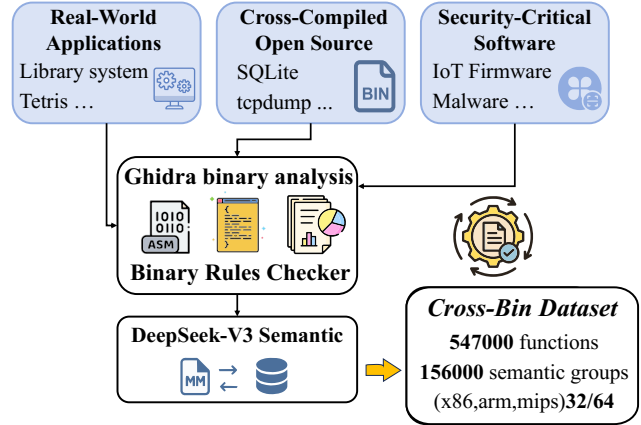 Real-World
Applications
Library system
Tetris ...
Cross-Compiled
Open Source
SQLite
tcpdump ...
BIN
Security-Critical
Software
IoT Firmware
Malware ...
Ghidra binary analysis
1010
0110
ASM
Binary Rules Checker
DeepSeek-V3 Semantic
MM
Cross-Bin Dataset
547000 functions
156000 semantic groups
(x86,arm,mips)32/64